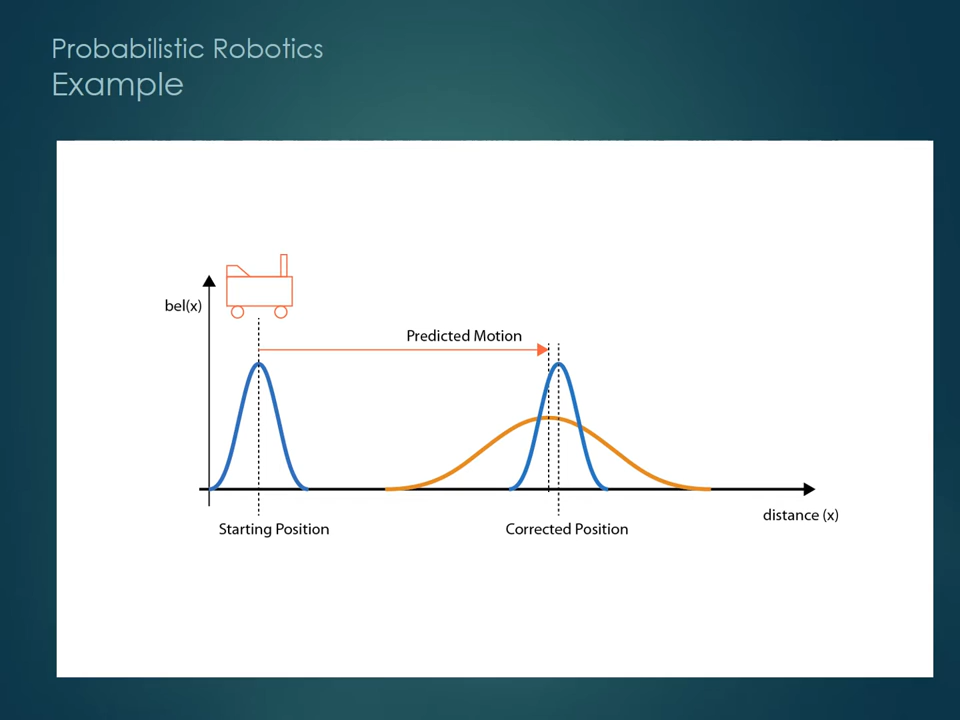 Probabilistic Robotics
Example
bel(x)
Predicted Motion
distance (x)
Starting Position
Corrected Position